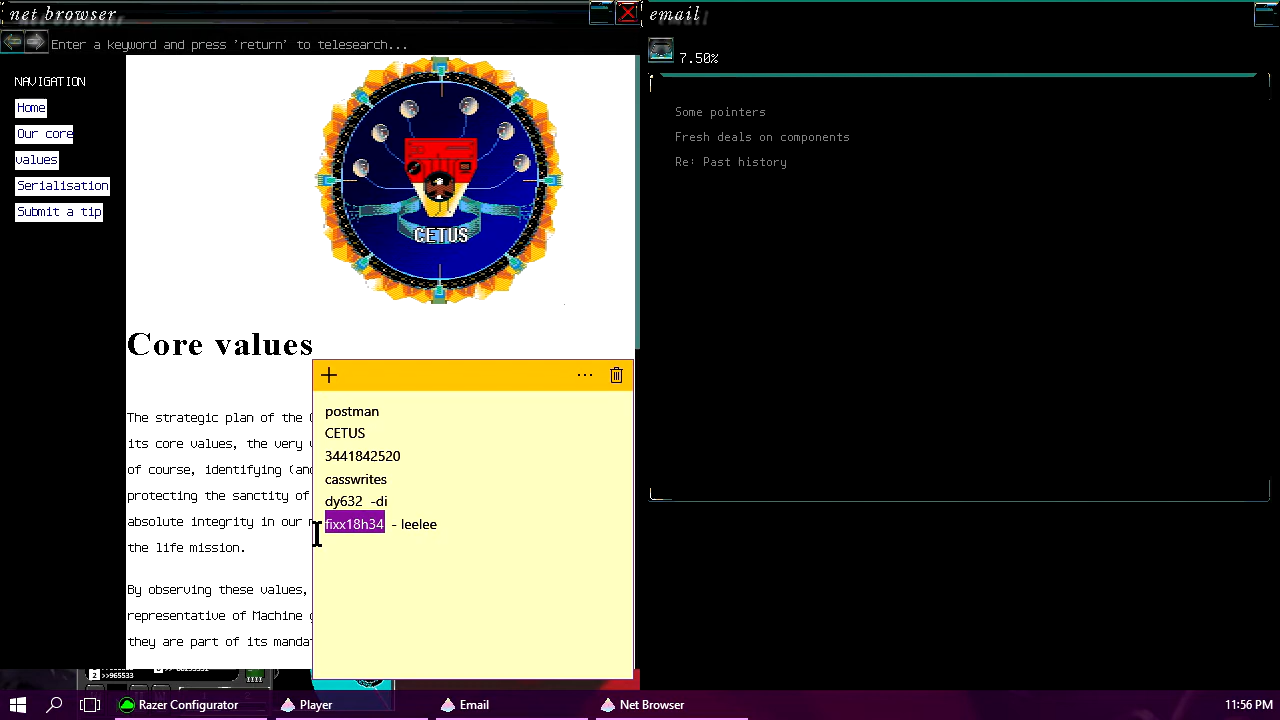 net browser
Enter a keyword and press 'return' to telesearch...
NAVIGATION
Home
Our core
values
Serialisation
Submit a tip
CETUS
Core values
The strategic plan of the
its core values, the very
of course, identifying (and
protecting the sanctity of
absolute integrity in our
the life mission.
By observing these values,
representative of Machine
they are part of its
postman
CETUS
3441842520
casswrites
dy632 -di
fixx18h34 - leelee
email
7.50%
Some pointers
Fresh deals on components
Re: Past history
2 >>965533
Razer Configurator
Player
Email
Net Browser
11:56 PM